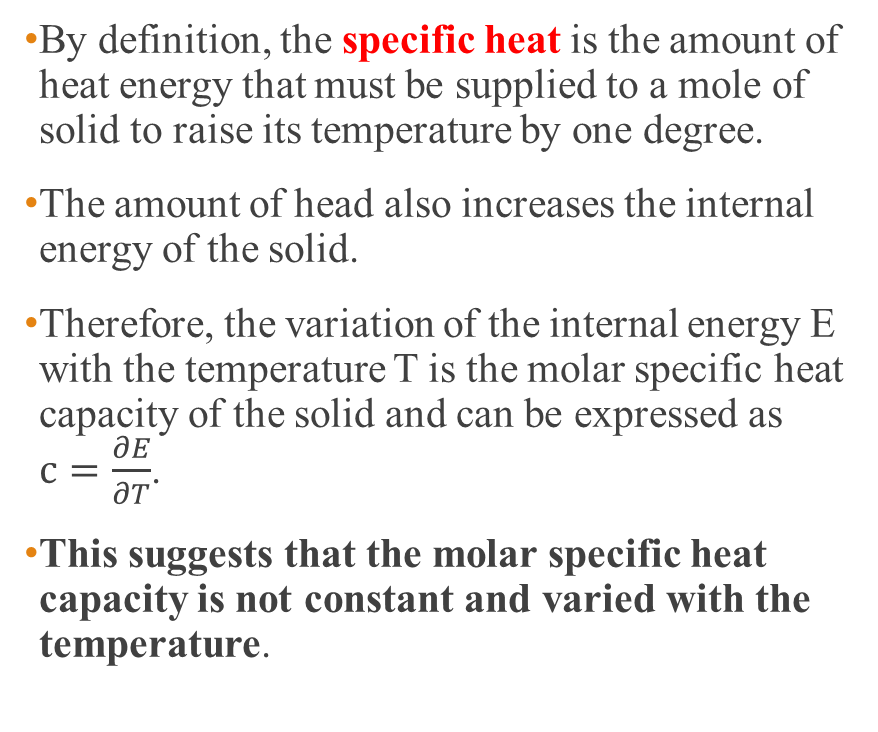 •By definition, the specific heat is the amount of
heat energy that must be supplied to a mole of
solid to raise its temperature by one degree.
•The amount of head also increases the internal
energy of the solid.
•Therefore, the variation of the internal energy E
with the temperature T is the molar specific heat
capacity of the solid and can be expressed as
c = ∂E/∂T.
•This suggests that the molar specific heat
capacity is not constant and varied with the
temperature.